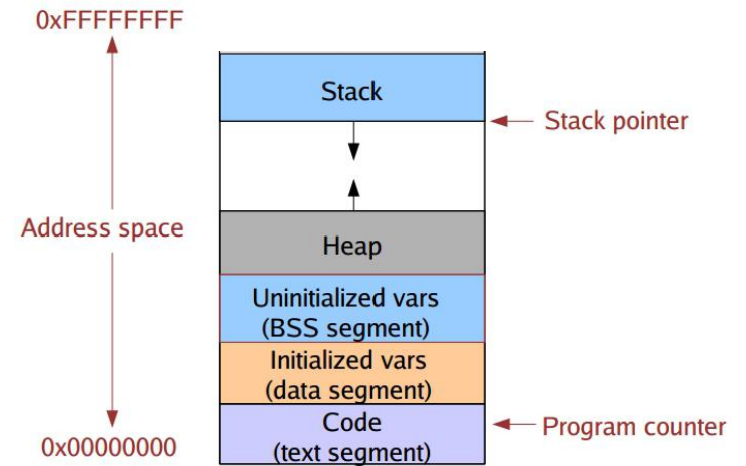 0xFFFFFFFF
Stack
Stack pointer
Address space
Heap
Uninitialized vars
(BSS segment)
Initialized vars
(data segment)
Code
(text segment)
Program counter
0x00000000